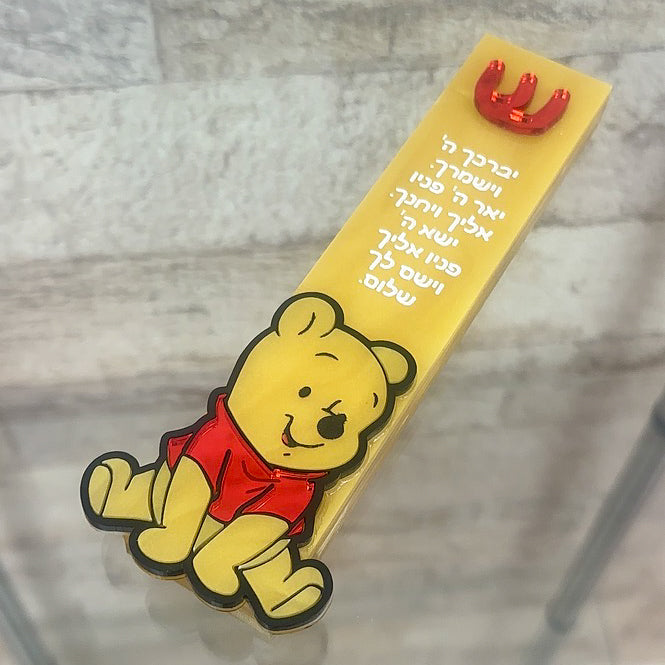 ש
יברכך ה'
וישמרך.
יאר ה' פניו
אליך ויחנך.
ישא ה'
פניו אליך
וישם לך
שלום.